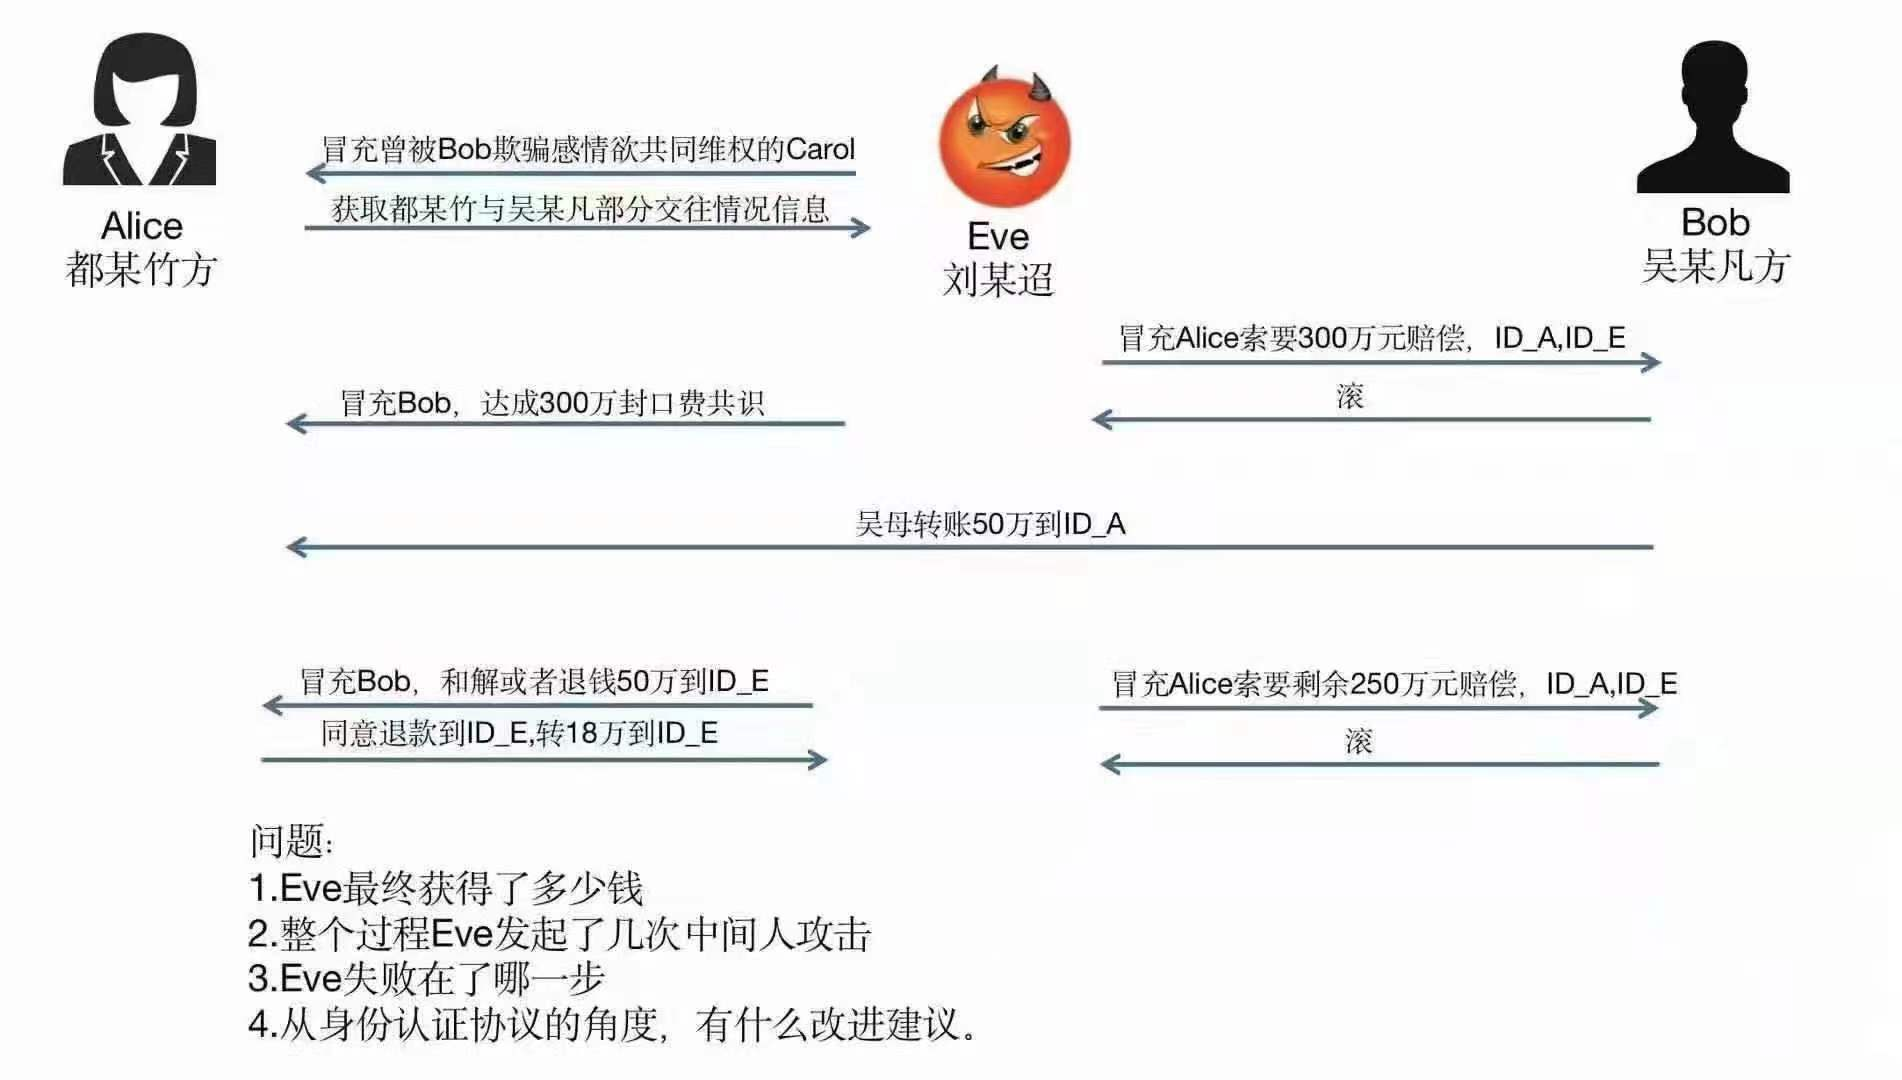 Alice
都某竹方
冒充曾被Bob欺骗感情欲共同维权的Carol
获取都某竹与吴某凡部分交往情况信息
Eve
刘某迢
Bob
吴某凡方
冒充Alice索要300万元赔偿，ID_A,ID_E
滚
冒充Bob，达成300万封口费共识
吴母转账50万到ID_A
冒充Bob，和解或者退钱50万到ID_E
同意退款到ID_E,转18万到ID_E
冒充Alice索要剩余250万元赔偿，ID_A,ID_E
滚
问题：
1.Eve最终获得了多少钱
2.整个过程Eve发起了几次中间人攻击
3.Eve失败在了哪一步
4.从身份认证协议的角度，有什么改进建议。